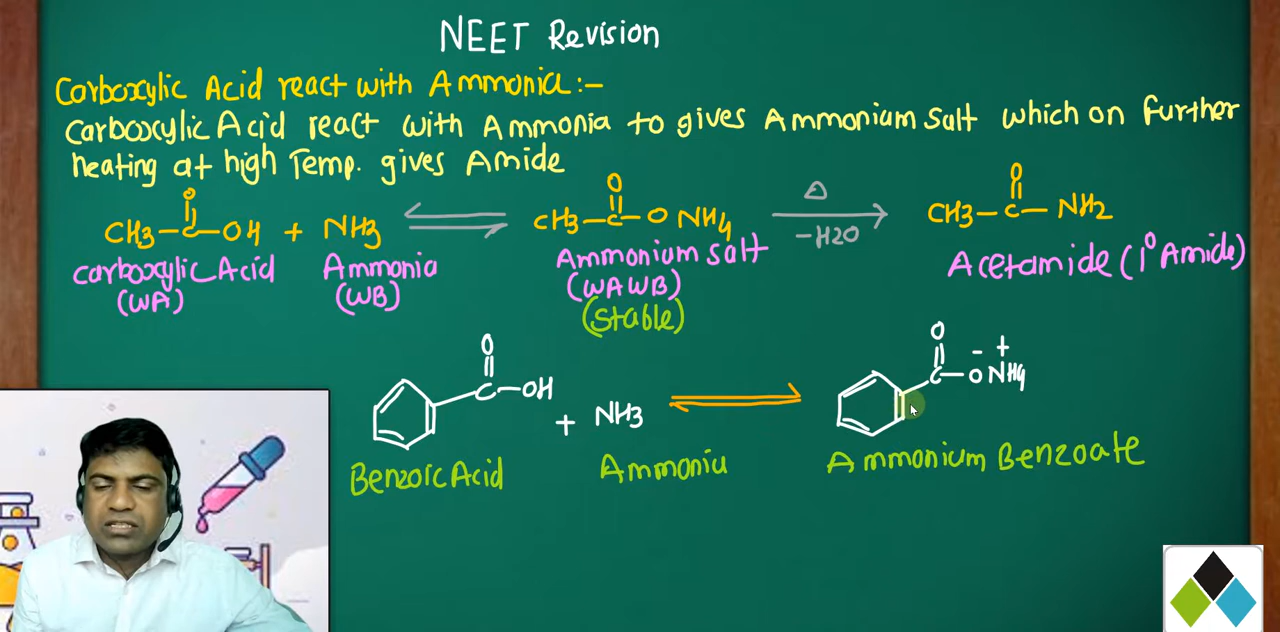 NEET Revision
Carboxylic Acid react with Ammonia :-
Carboxylic Acid react with Ammonia to gives Ammonium Salt which on further
heating at high Temp. gives Amide
O O Δ O
CH3-C-OH + NH3 ⇌ CH3-C-O NH4 → CH3-C-NH2
-H2O
Carboxylic Acid Ammonia Ammonium salt Acetamide (1° Amide)
(WA) (WB) (WAWB)
(Stable)
O O - +
C-OH C-O NH4
+ NH3 ⇌
Benzoic Acid Ammonia Ammonium Benzoate